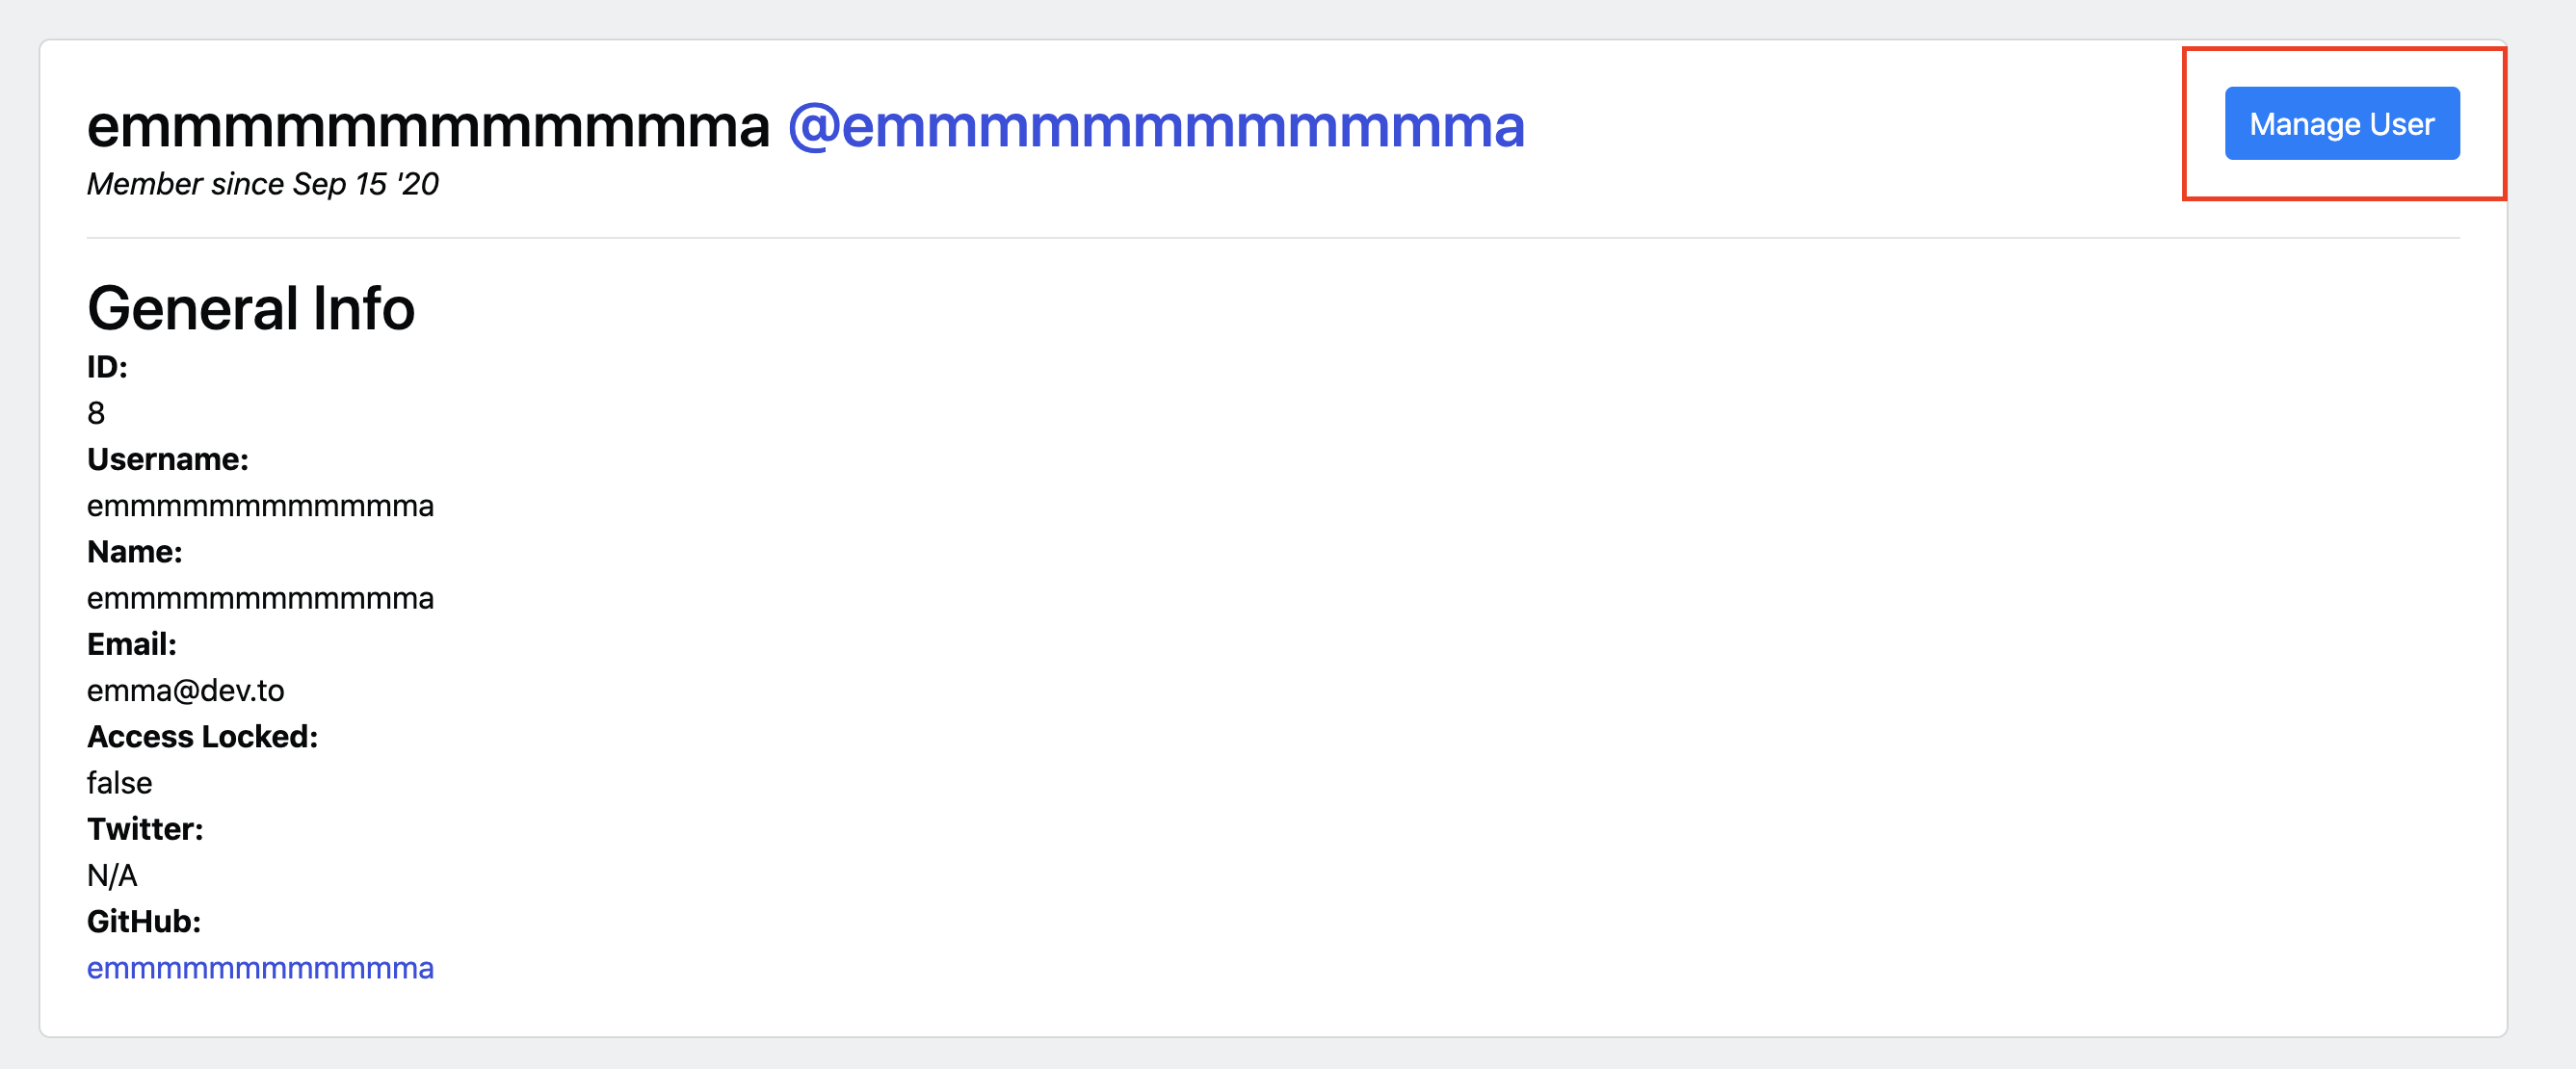 emmmmmmmmmmmma @emmmmmmmmmmmma
Manage User
Member since Sep 15 '20
General Info
ID:
8
Username:
emmmmmmmmmmmma
Name:
emmmmmmmmmmmma
Email:
emma@dev.to
Access Locked:
false
Twitter:
N/A
GitHub:
emmmmmmmmmmmma